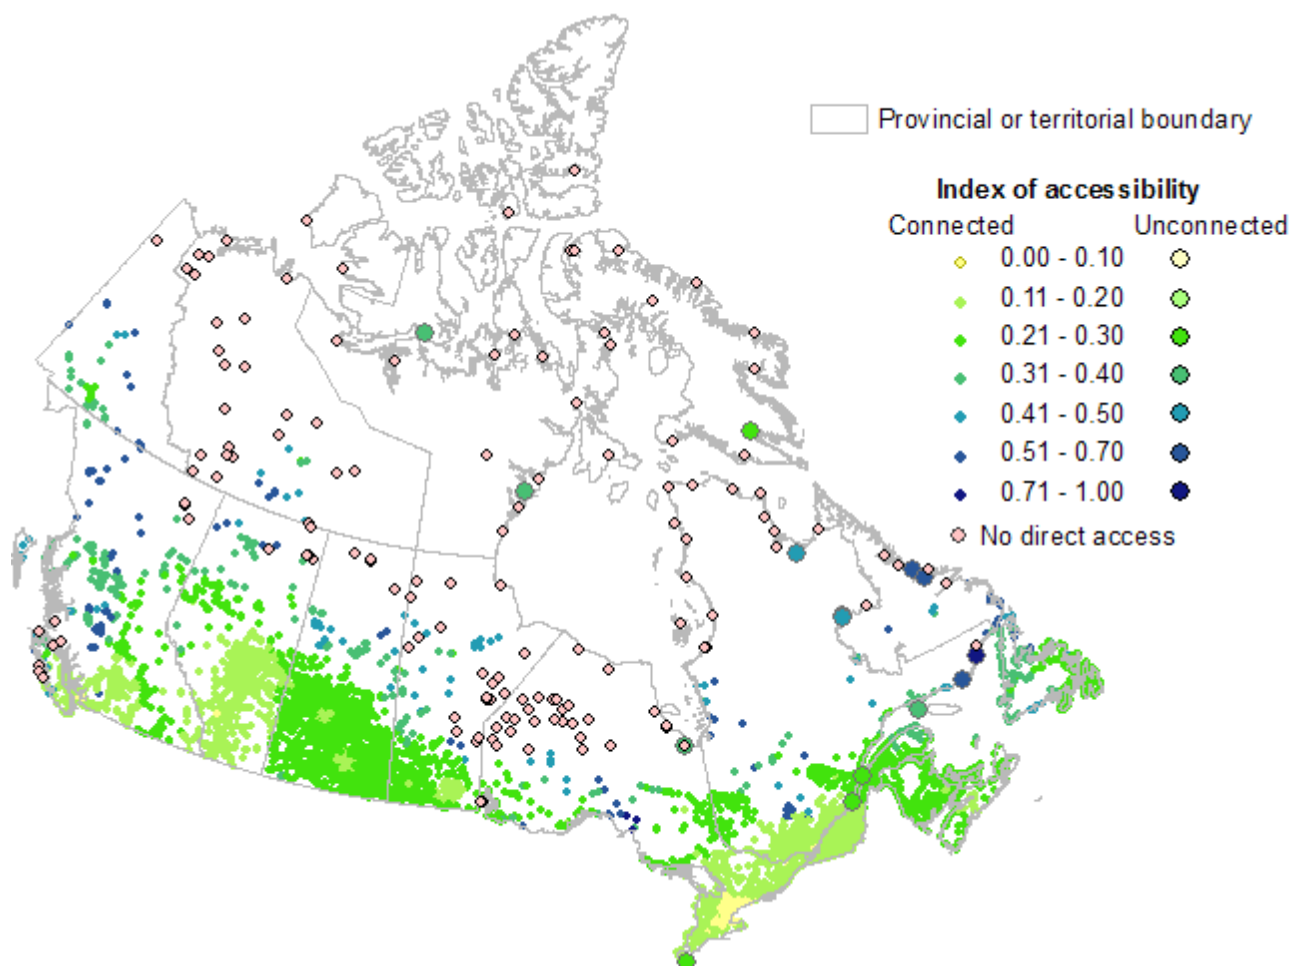 Provincial or territorial boundary
Index of accessibility
Connected Unconnected
0.00 - 0.10
0.11 - 0.20
0.21 - 0.30
0.31 - 0.40
0.41 - 0.50
0.51 - 0.70
0.71 - 1.00
No direct access